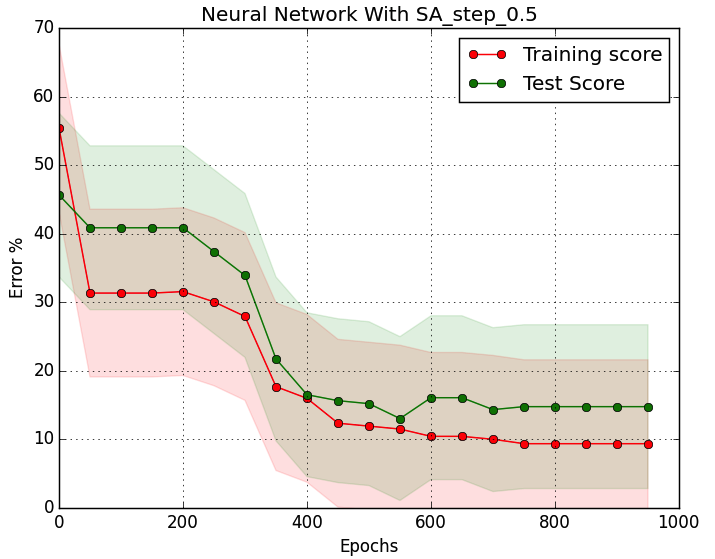 Neural Network With SA_step_0.5
Training score
Test Score
70
60
50
40
30
20
10
0
Error %
0 200 400 600 800 1000
Epochs